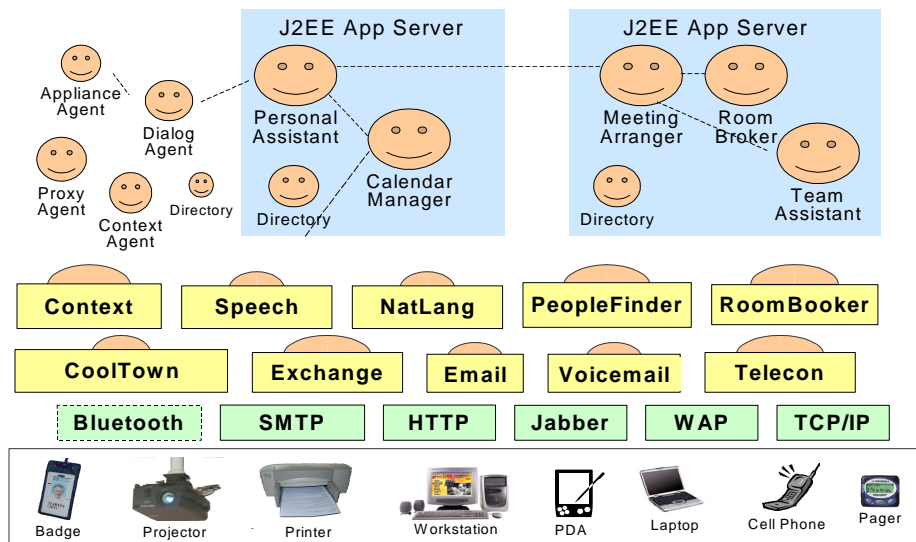 J2EE App Server
J2EE App Server
Appliance
Agent
Dialog
Agent
Personal
Assistant
Meeting
Arranger
Room
Broker
Proxy
Agent
Context
Agent
Directory
Directory
Calendar
Manager
Directory
Team
Assistant
Context
Speech
NatLang
PeopleFinder
RoomBooker
CoolTown
Exchange
Email
Voicemail
Telecon
Bluetooth
SMTP
HTTP
Jabber
WAP
TCP/IP
Badge
Projector
Printer
Workstation
PDA
Laptop
Cell Phone
Pager